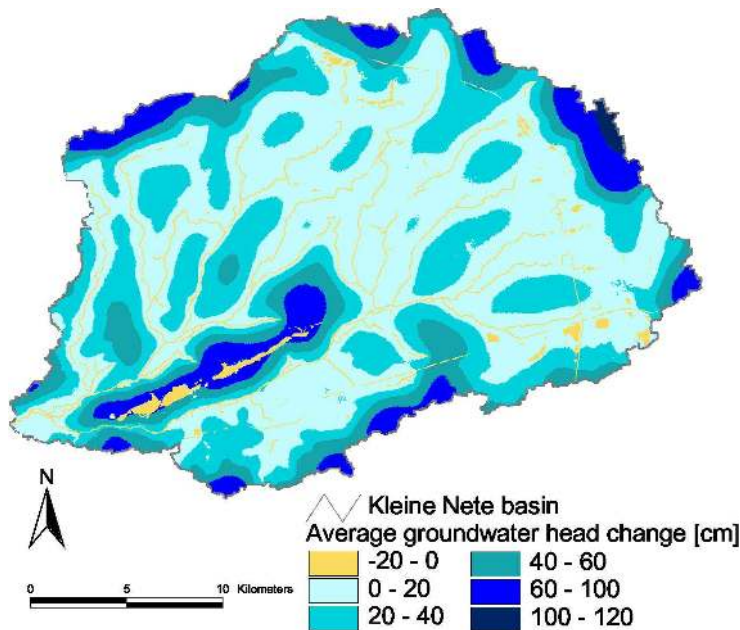 N
0 5 10 Kilometers
Kleine Nete basin
Average groundwater head change [cm]
-20 - 0 40 - 60
0 - 20 60 - 100
20 - 40 100 - 120